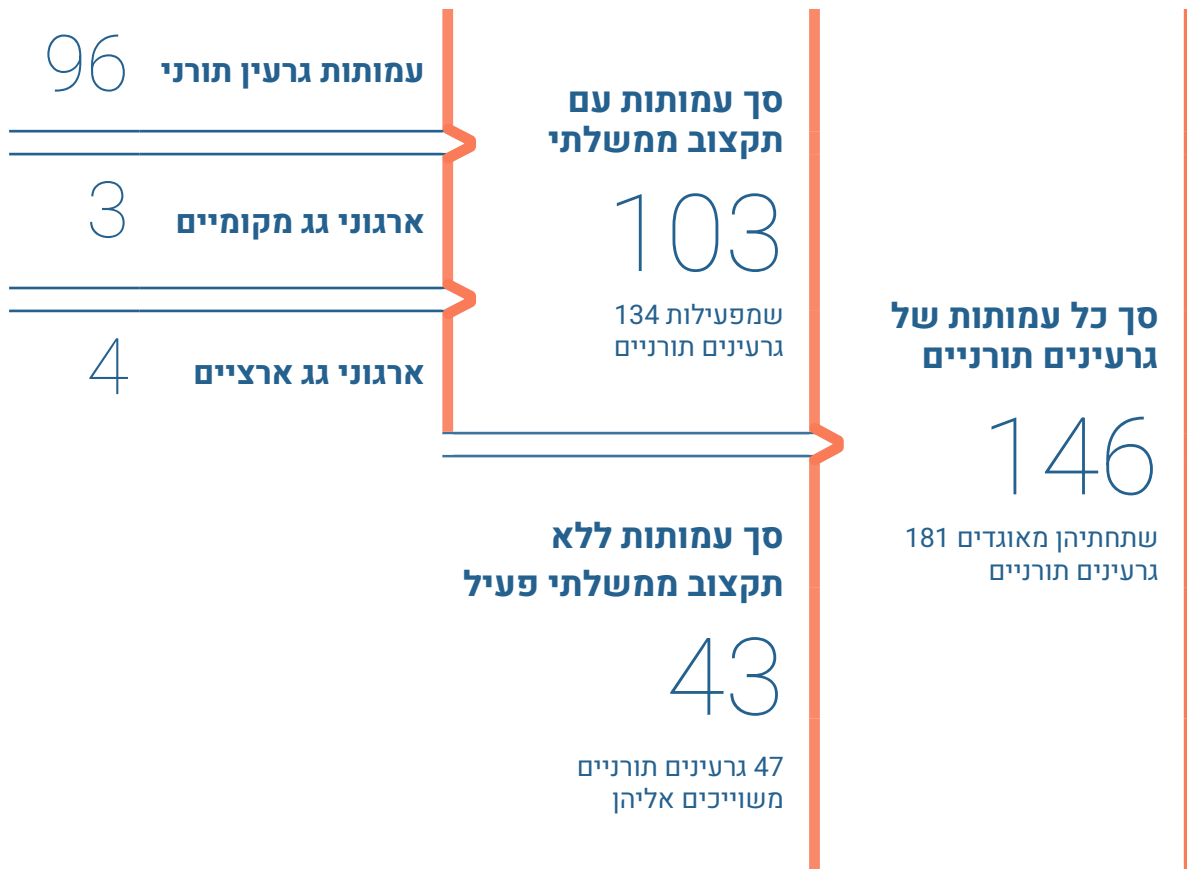 סך כל עמותות של
גרעינים תורניים
146
שתחתיהן מאוגדים 181
גרעינים תורניים
סך עמותות עם
תקצוב ממשלתי
103
שמפעילות 134
גרעינים תורניים
עמותות גרעין תורני 96
ארגוני גג מקומיים 3
ארגוני גג ארציים 4
סך עמותות ללא
תקצוב ממשלתי פעיל
43
47 גרעינים תורניים
משוייכים אליהן